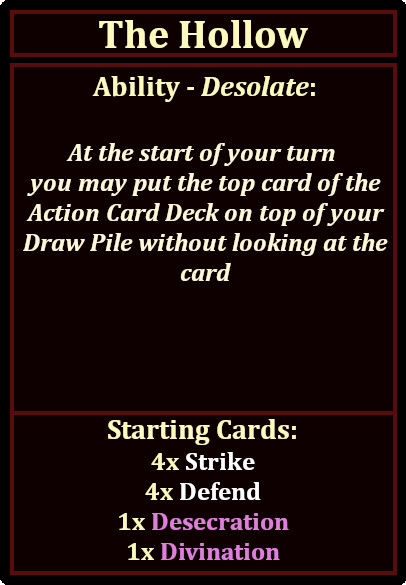 The Hollow
Ability - Desolate:
At the start of your turn
you may put the top card of the
Action Card Deck on top of your
Draw Pile without looking at the
card
Starting Cards:
4x Strike
4x Defend
1x Desecration
1x Divination